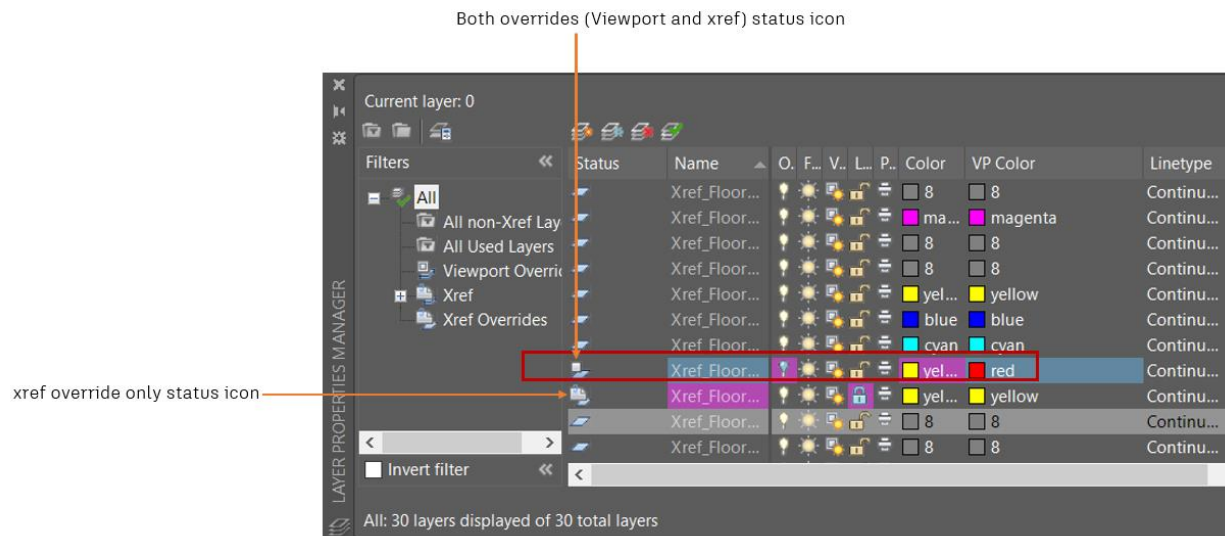 Both overrides (Viewport and xref) status icon
Current layer: 0
Filters
Status Name O. F... V.. L... P.. Color VP Color Linetype
All
All non-Xref Lay
All Used Layers
Viewport Overric
Xref
Xref Overrides
Xref_Floor... 8 8 Continu...
Xref_Floor... ma... magenta Continu...
Xref_Floor... 8 8 Continu...
Xref_Floor... 8 8 Continu...
Xref_Floor... yel... yellow Continu...
Xref_Floor... blue blue Continu...
Xref_Floor... cyan cyan Continu...
Xref_Floor... yel... red Continu...
xref override only status icon
Xref_Floor... yel... yellow Continu...
Xref_Floor... 8 8 Continu...
Xref_Floor... 8 8 Continu...
Invert filter
LAYER PROPERTIES MANAGER
All: 30 layers displayed of 30 total layers